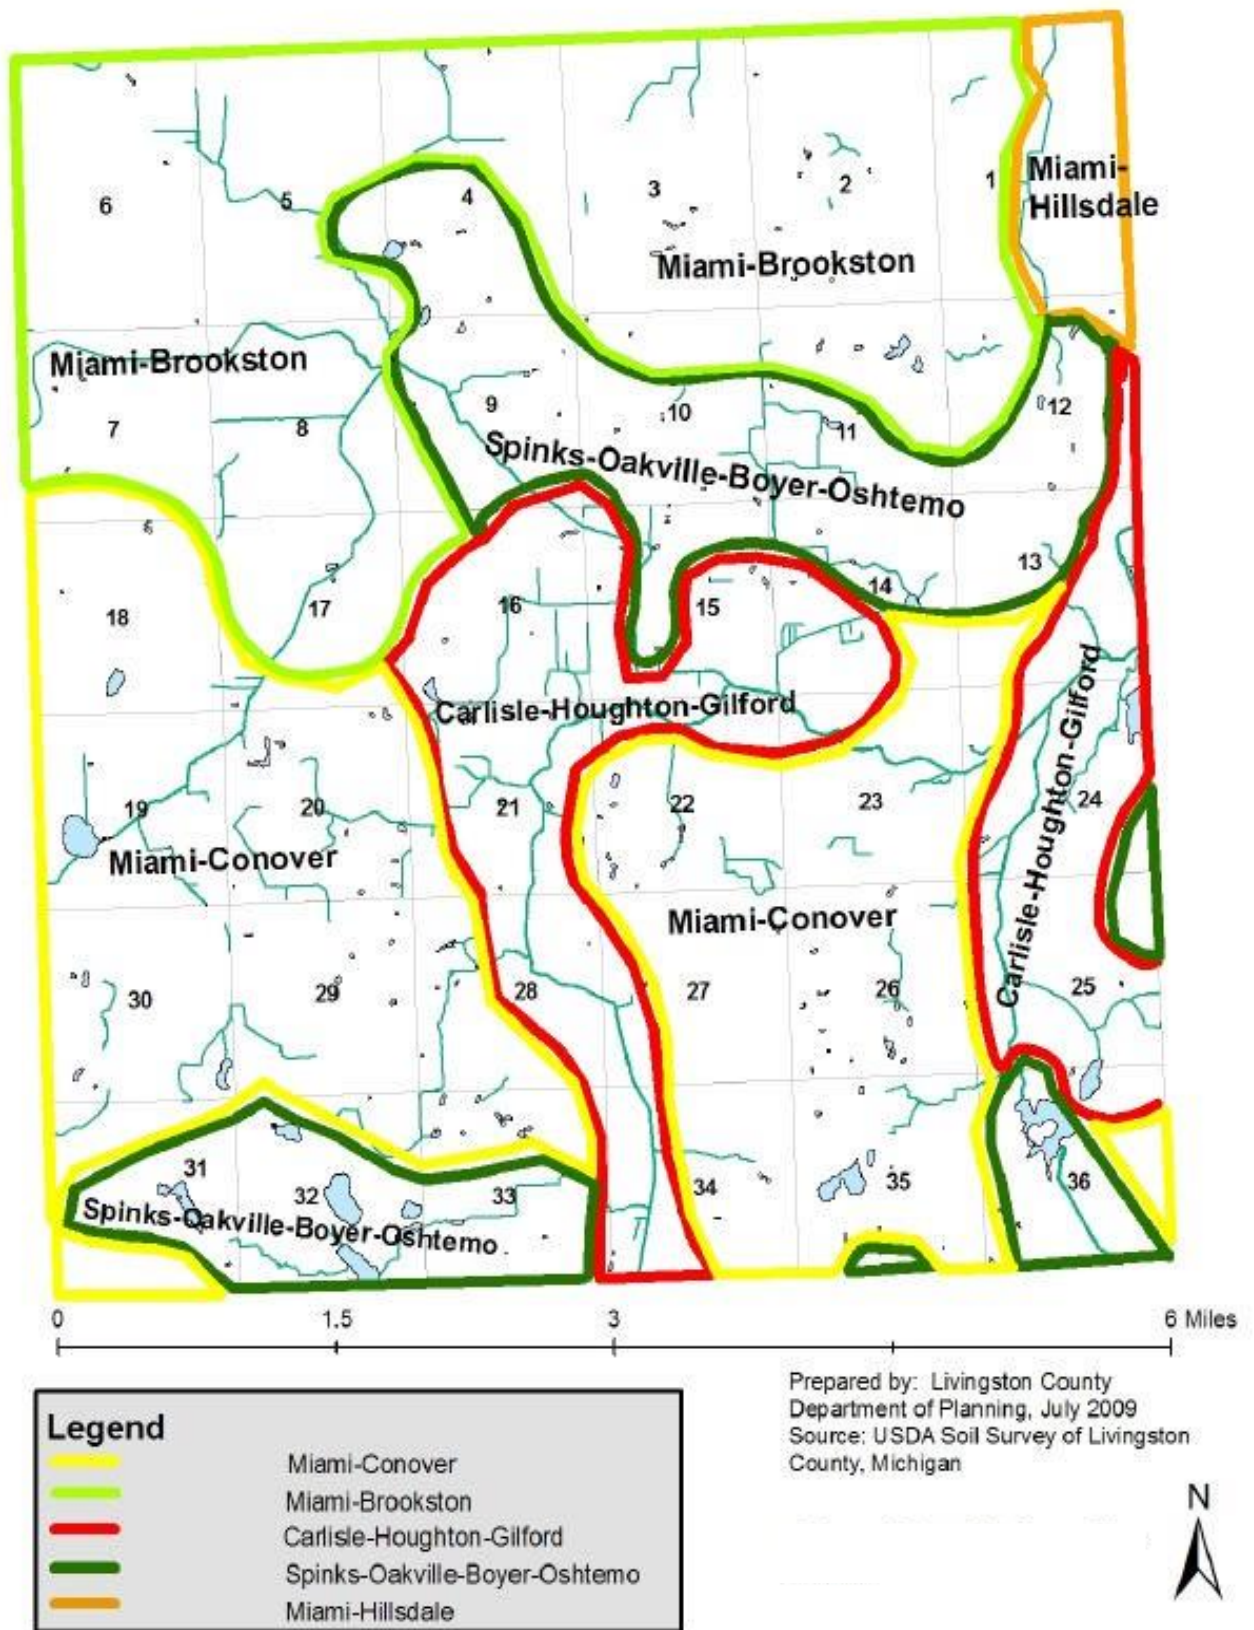 Miami-
Hillsdale
6
5
4
3
2
1
Miami-Brookston
Miami-Brookston
7
8
9
10
11
12
Spinks-Oakville-Boyer-Oshtemo
18
17
16
15
14
13
Carlisle-Houghton-Gilford
Carlisle-Houghton-Gilford
19
20
21
22
23
24
Miami-Conover
Miami-Conover
30
29
28
27
26
25
31
32
33
34
35
36
Spinks-Oakville-Boyer-Oshtemo
0 1.5 3 6 Miles
Prepared by: Livingston County
Department of Planning, July 2009
Source: USDA Soil Survey of Livingston
County, Michigan
N
Legend
Miami-Conover
Miami-Brookston
Carlisle-Houghton-Gilford
Spinks-Oakville-Boyer-Oshtemo
Miami-Hillsdale